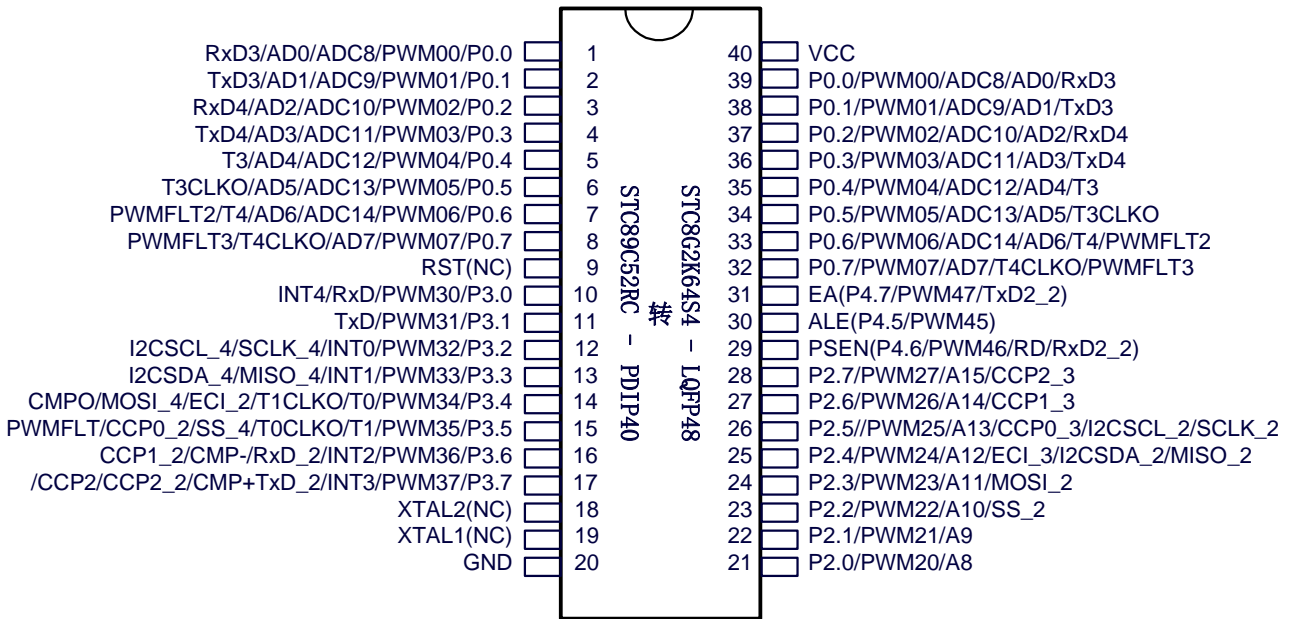 RxD3/AD0/ADC8/PWM00/P0.0 1 40 VCC
TxD3/AD1/ADC9/PWM01/P0.1 2 39 P0.0/PWM00/ADC8/AD0/RxD3
RxD4/AD2/ADC10/PWM02/P0.2 3 38 P0.1/PWM01/ADC9/AD1/TxD3
TxD4/AD3/ADC11/PWM03/P0.3 4 37 P0.2/PWM02/ADC10/AD2/RxD4
T3/AD4/ADC12/PWM04/P0.4 5 36 P0.3/PWM03/ADC11/AD3/TxD4
T3CLKO/AD5/ADC13/PWM05/P0.5 6 35 P0.4/PWM04/ADC12/AD4/T3
PWMFLT2/T4/AD6/ADC14/PWM06/P0.6 7 34 P0.5/PWM05/ADC13/AD5/T3CLKO
PWMFLT3/T4CLKO/AD7/PWM07/P0.7 8 33 P0.6/PWM06/ADC14/AD6/T4/PWMFLT2
RST(NC) 9 32 P0.7/PWM07/AD7/T4CLKO/PWMFLT3
INT4/RxD/PWM30/P3.0 10 31 EA(P4.7/PWM47/TxD2_2)
TxD/PWM31/P3.1 11 30 ALE(P4.5/PWM45)
I2CSCL_4/SCLK_4/INT0/PWM32/P3.2 12 29 PSEN(P4.6/PWM46/RD/RxD2_2)
I2CSDA_4/MISO_4/INT1/PWM33/P3.3 13 28 P2.7/PWM27/A15/CCP2_3
CMPO/MOSI_4/ECI_2/T1CLKO/T0/PWM34/P3.4 14 27 P2.6/PWM26/A14/CCP1_3
PWMFLT/CCP0_2/SS_4/T0CLKO/T1/PWM35/P3.5 15 26 P2.5//PWM25/A13/CCP0_3/I2CSCL_2/SCLK_2
CCP1_2/CMP-/RxD_2/INT2/PWM36/P3.6 16 25 P2.4/PWM24/A12/ECI_3/I2CSDA_2/MISO_2
/CCP2/CCP2_2/CMP+TxD_2/INT3/PWM37/P3.7 17 24 P2.3/PWM23/A11/MOSI_2
XTAL2(NC) 18 23 P2.2/PWM22/A10/SS_2
XTAL1(NC) 19 22 P2.1/PWM21/A9
GND 20 21 P2.0/PWM20/A8
STC8G2K64S4 - LQFP48
转
STC89C52RC - PDIP40